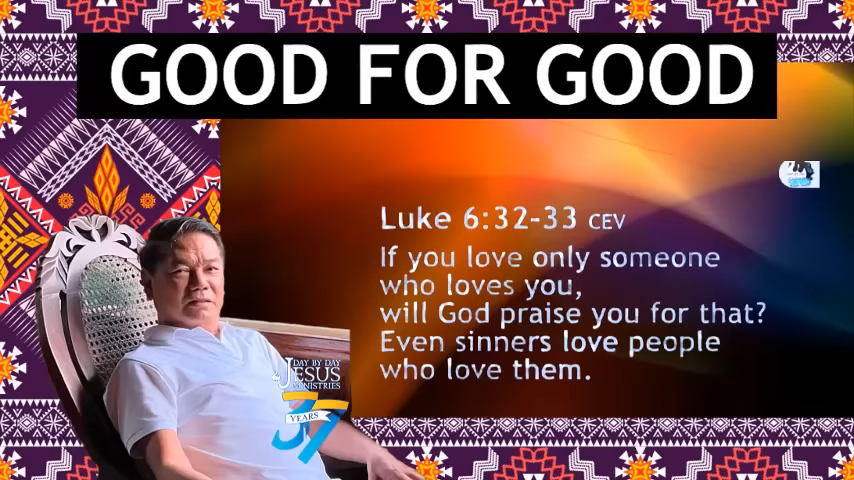 GOOD FOR GOOD
Luke 6:32-33 CEV
If you love only someone
who loves you,
will God praise you for that?
Even sinners love people
who love them.
DAY BY DAY
JESUS
MINISTRIES
37
YEARS